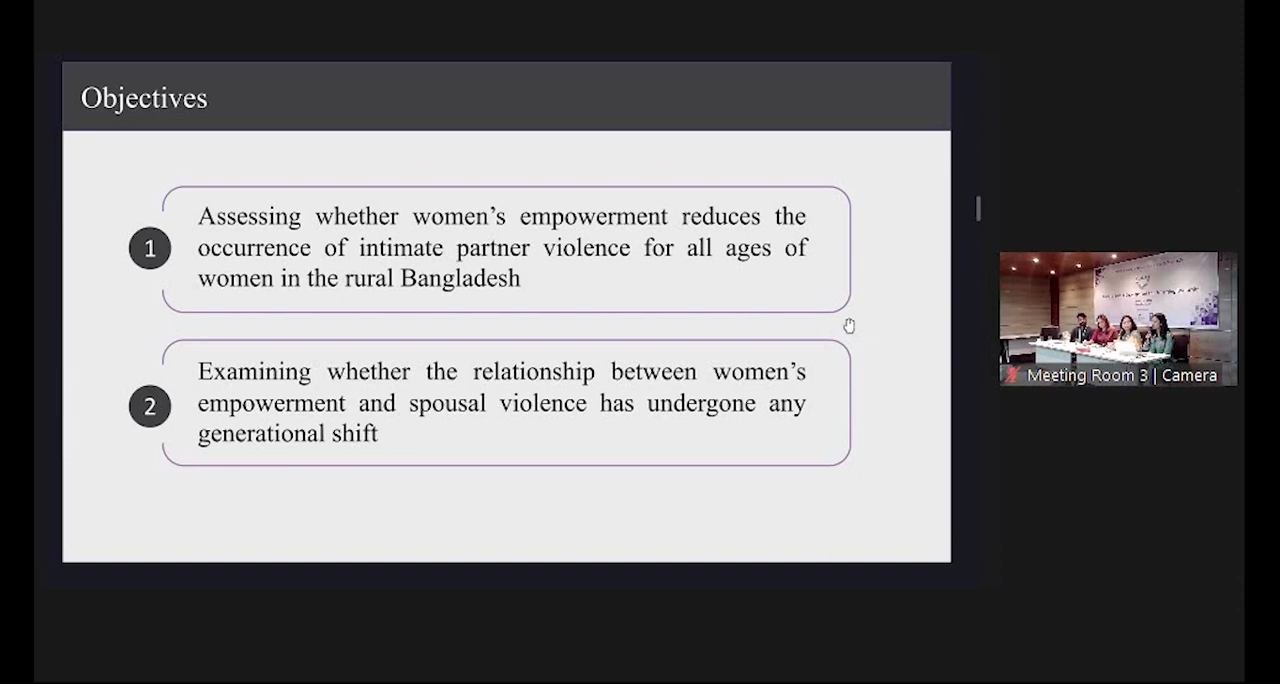 Objectives
1
Assessing whether women’s empowerment reduces the
occurrence of intimate partner violence for all ages of
women in the rural Bangladesh
2
Examining whether the relationship between women’s
empowerment and spousal violence has undergone any
generational shift
Meeting Room 3 | Camera